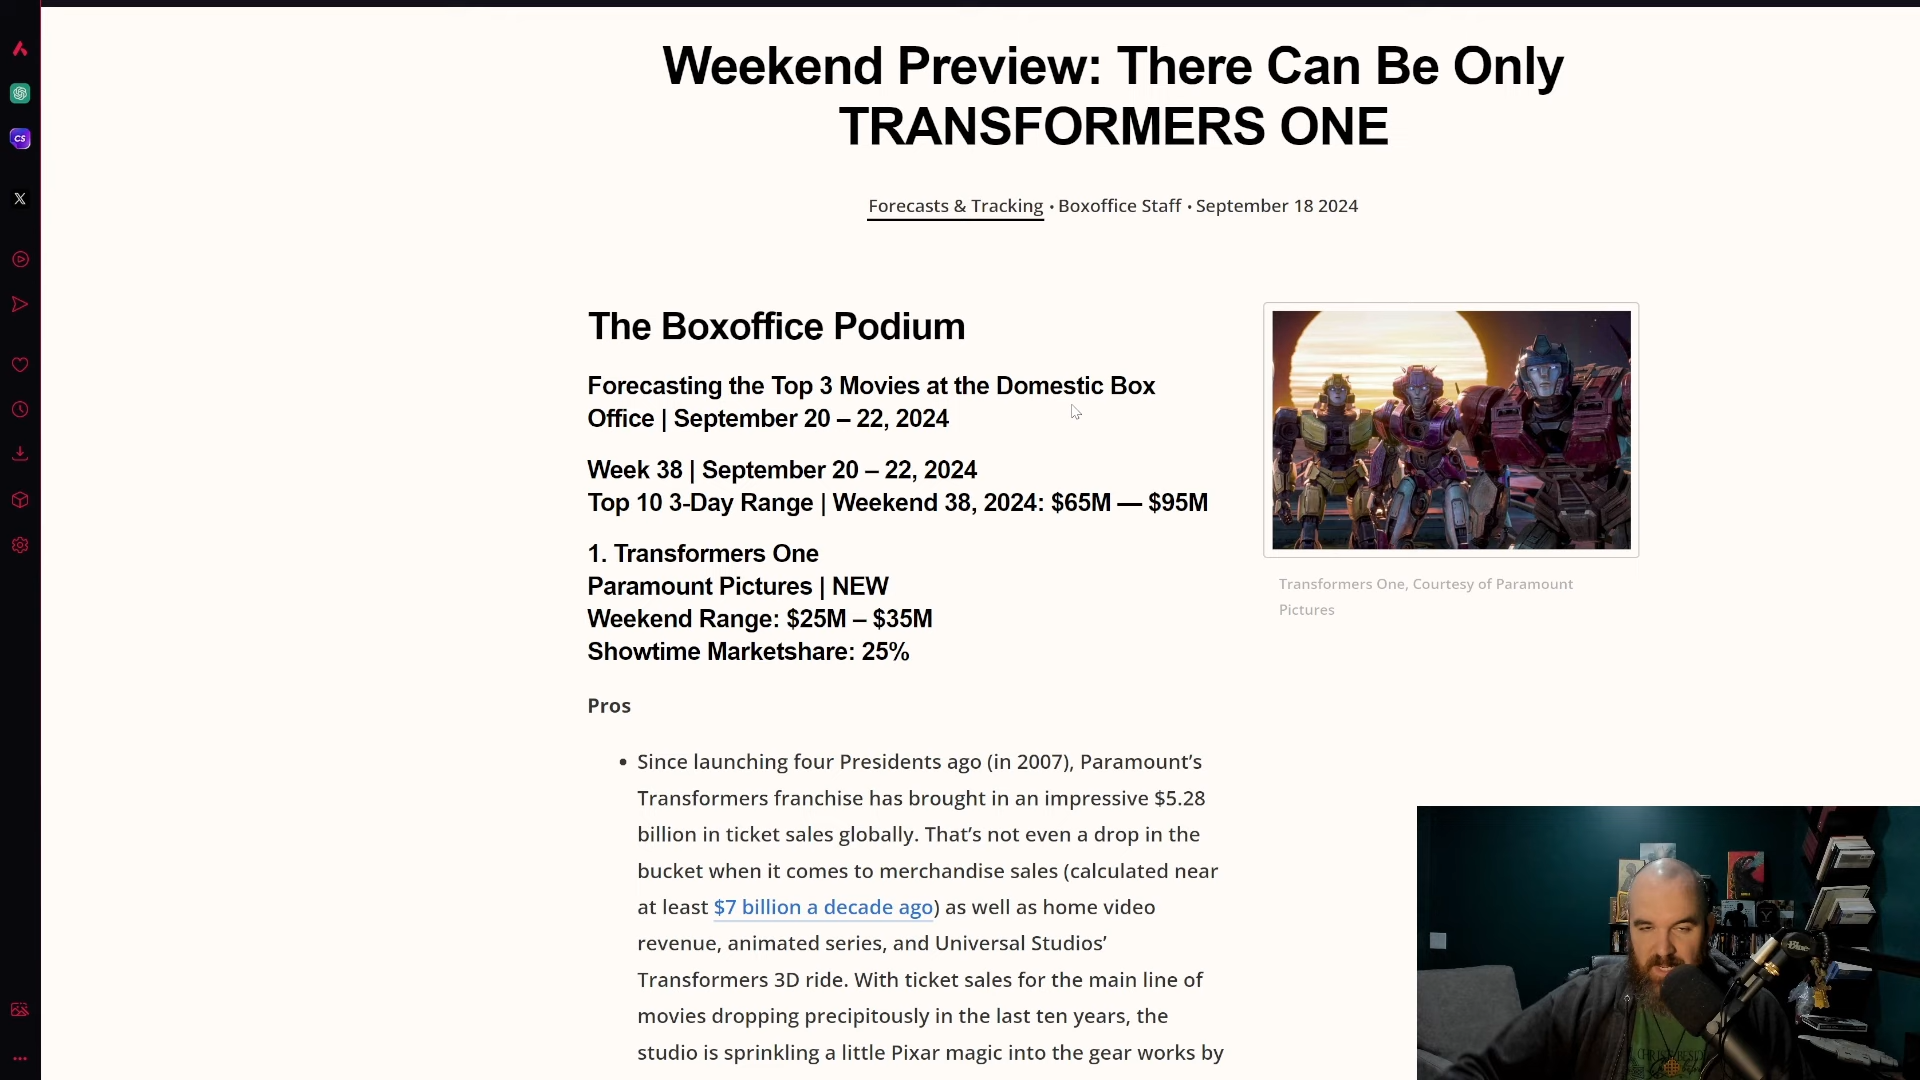 Weekend Preview: There Can Be Only
TRANSFORMERS ONE
Forecasts & Tracking • Boxoffice Staff • September 18 2024
The Boxoffice Podium
Forecasting the Top 3 Movies at the Domestic Box
Office | September 20 – 22, 2024
Week 38 | September 20 – 22, 2024
Top 10 3-Day Range | Weekend 38, 2024: $65M — $95M
1. Transformers One
Paramount Pictures | NEW
Weekend Range: $25M – $35M
Showtime Marketshare: 25%
Pros
• Since launching four Presidents ago (in 2007), Paramount’s
Transformers franchise has brought in an impressive $5.28
billion in ticket sales globally. That’s not even a drop in the
bucket when it comes to merchandise sales (calculated near
at least $7 billion a decade ago) as well as home video
revenue, animated series, and Universal Studios’
Transformers 3D ride. With ticket sales for the main line of
movies dropping precipitously in the last ten years, the
studio is sprinkling a little Pixar magic into the gear works by
Transformers One, Courtesy of Paramount
Pictures
CS
X
Blue